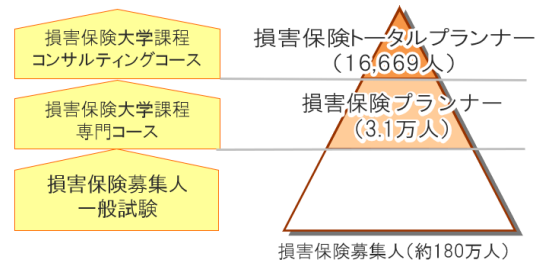 損害保険大学課程
コンサルティングコース
損害保険トータルプランナー
（16,669人）
損害保険大学課程
専門コース
損害保険プランナー
（3.1万人）
損害保険募集人
一般試験
損害保険募集人（約180万人）